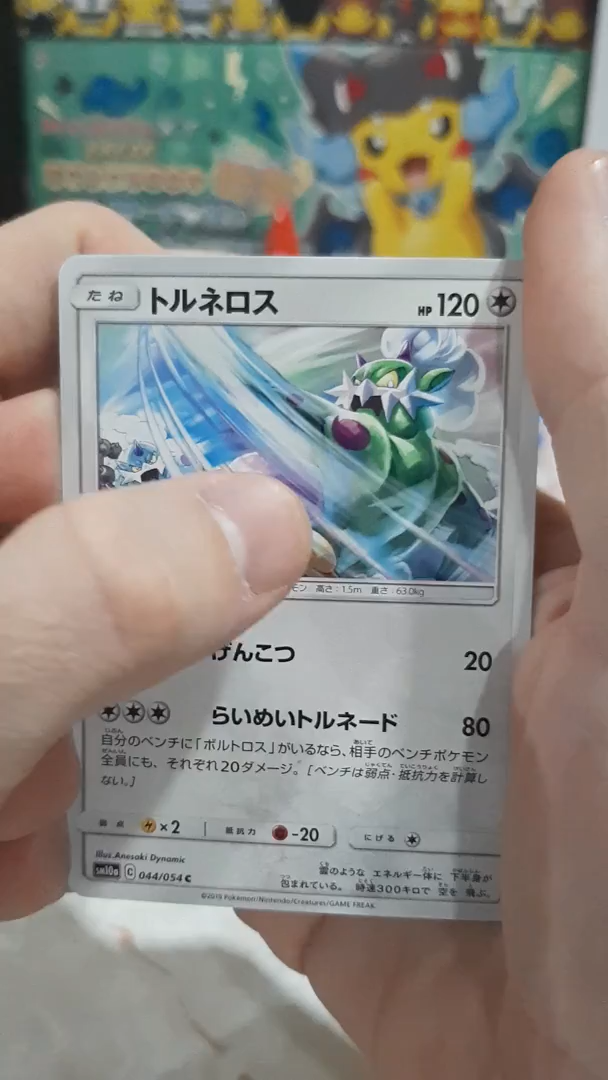 たね トルネロス HP 120
モン 高さ:1.5m 重さ:63.0kg
げんこつ 20
らいめいトルネード 80
自分のベンチに「ボルトロス」がいるなら、相手のベンチポケモン
全員にも、それぞれ20ダメージ。[ベンチは弱点・抵抗力を計算し
ない。]
弱点 ×2 抵抗力 -20 にげる
Illus. Anesaki Dynamic
雲のような エネルギー体に 下半身が
sm10b C 044/054 C 包まれている。 時速300キロで 空を 飛ぶ。
©2019 Pokémon/Nintendo/Creatures/GAME FREAK.